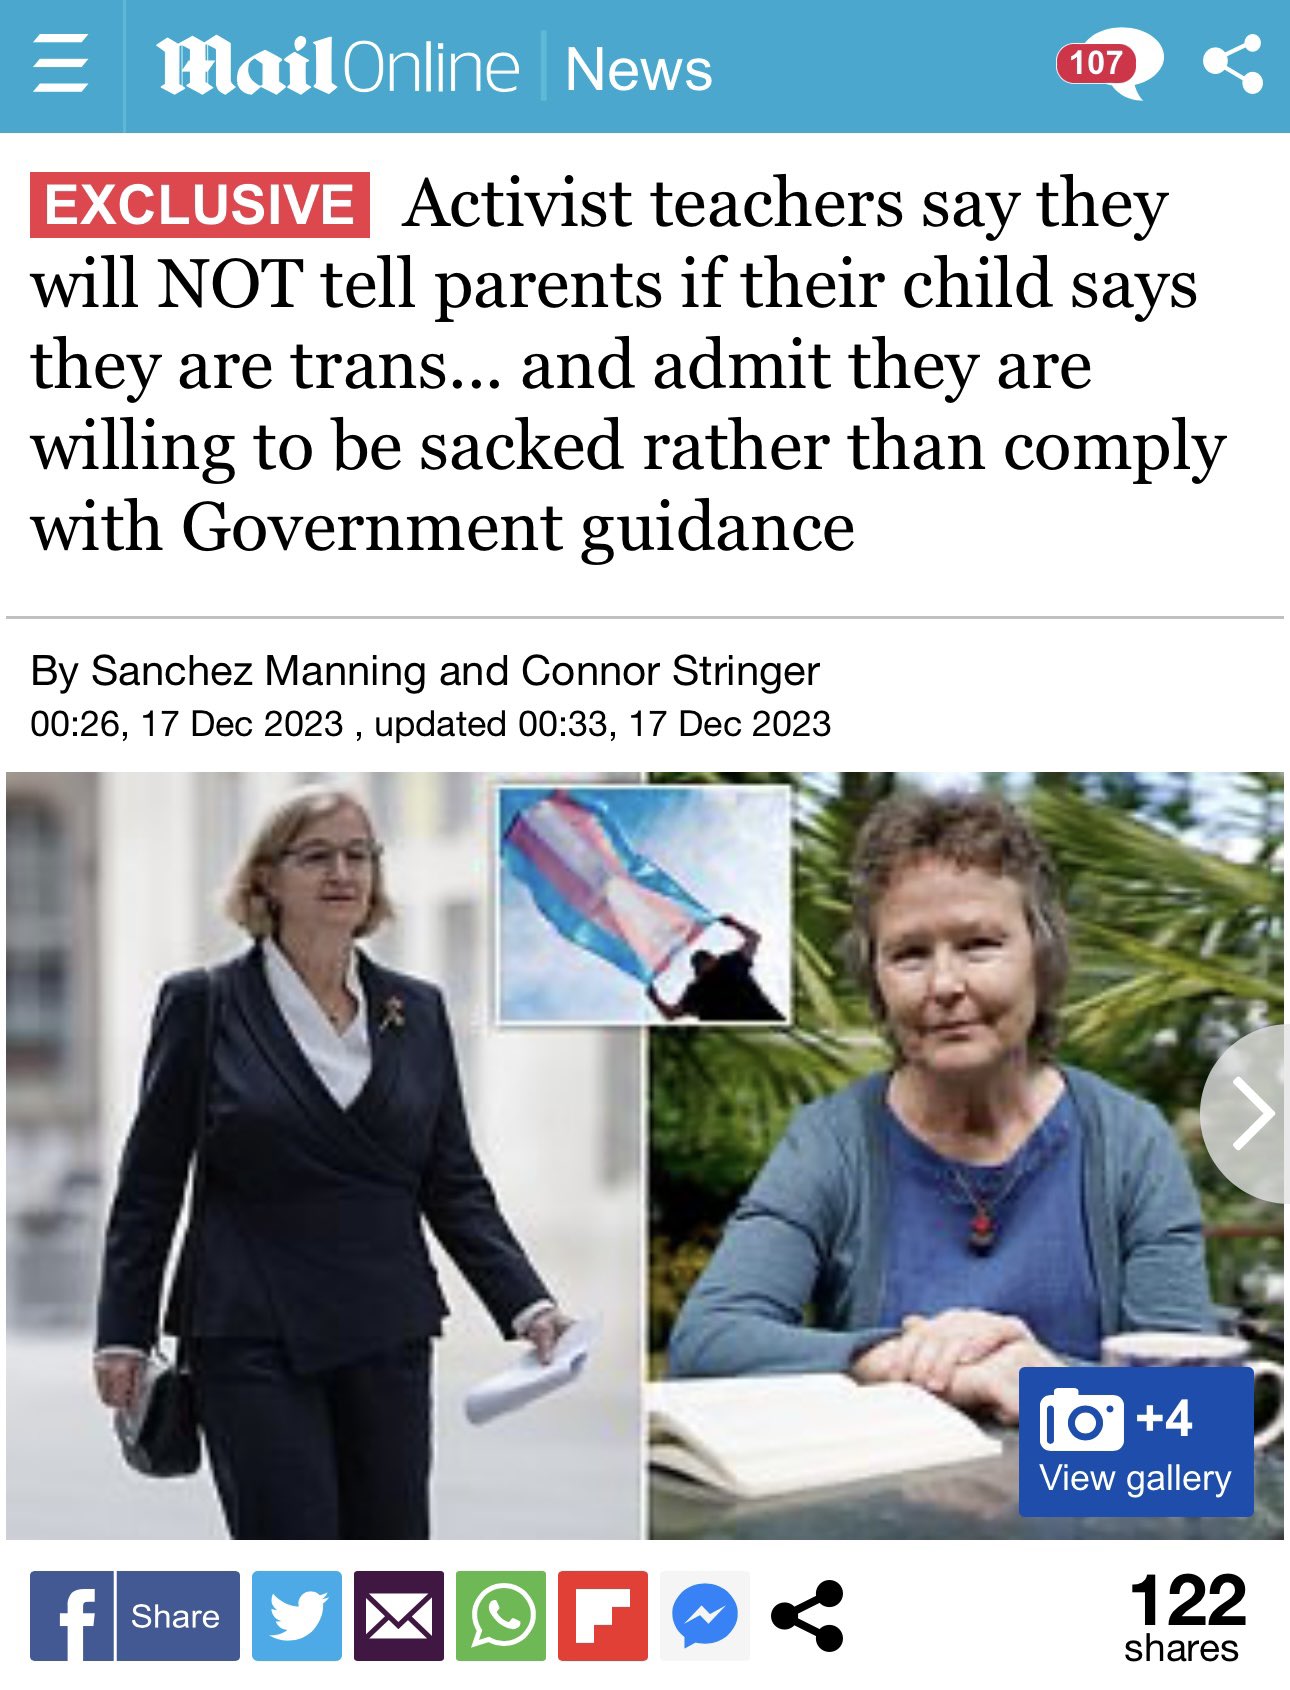 Mail Online News
107
EXCLUSIVE Activist teachers say they
will NOT tell parents if their child says
they are trans... and admit they are
willing to be sacked rather than comply
with Government guidance
By Sanchez Manning and Connor Stringer
00:26, 17 Dec 2023 , updated 00:33, 17 Dec 2023
+4
View gallery
Share
122
shares